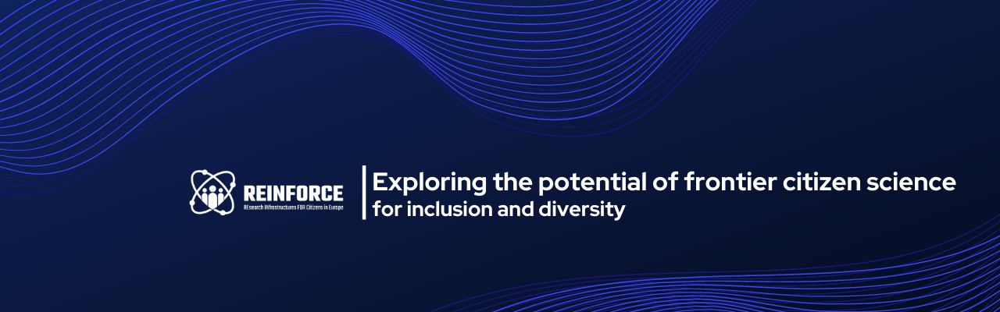 REINFORCE
REsearch INfrastructures FOR Citizens in Europe
Exploring the potential of frontier citizen science
for inclusion and diversity